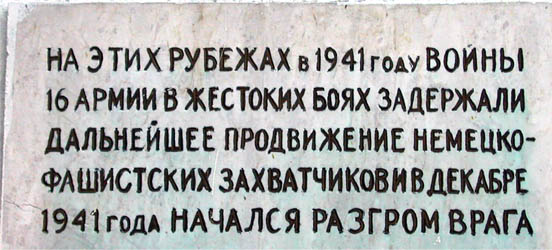 НА ЭТИХ РУБЕЖАХ в 1941 году ВОЙНЫ
16 АРМИИ В ЖЕСТОКИХ БОЯХ ЗАДЕРЖАЛИ
ДАЛЬНЕЙШЕЕ ПРОДВИЖЕНИЕ НЕМЕЦКО-
ФАШИСТСКИХ ЗАХВАТЧИКОВ И В ДЕКАБРЕ
1941 года НАЧАЛСЯ РАЗГРОМ ВРАГА